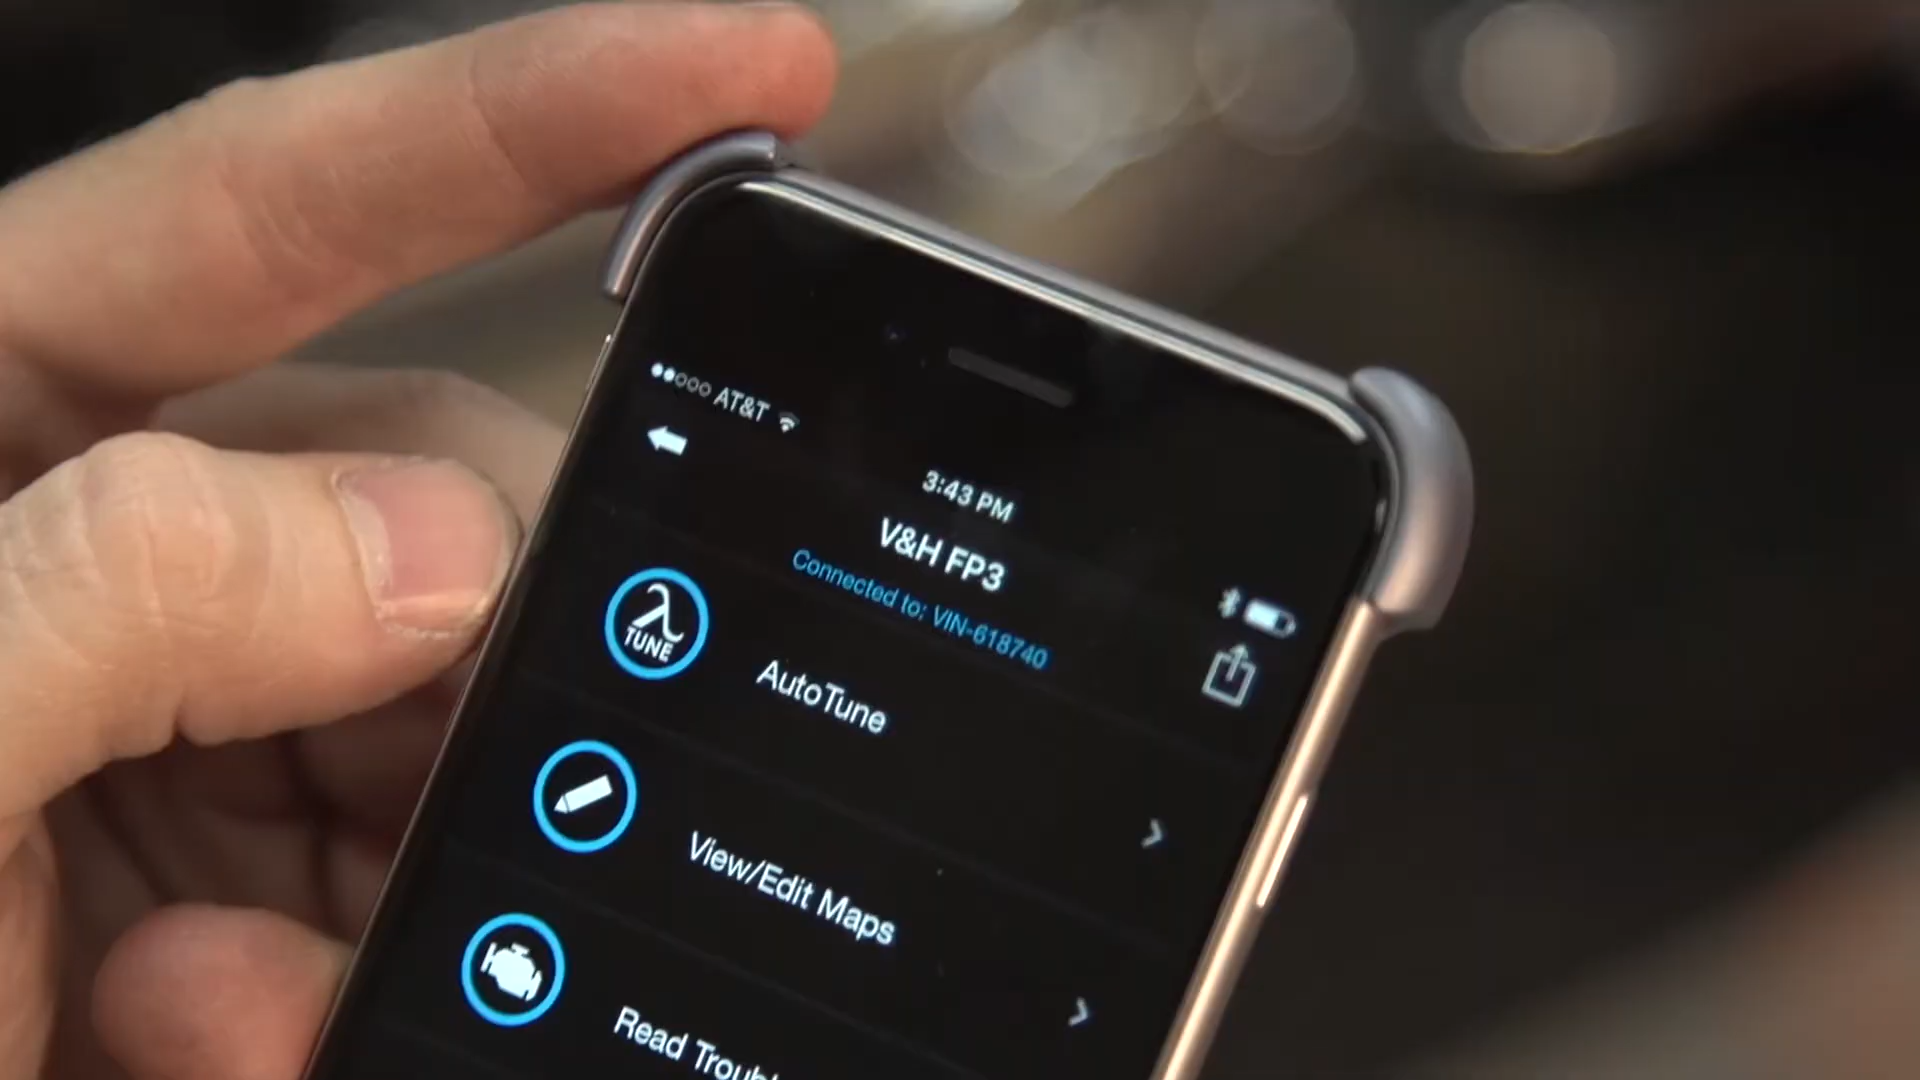 AT&T
3:43 PM
V&H FP3
Connected to: VIN-618740
λ
TUNE
AutoTune
View/Edit Maps
Read